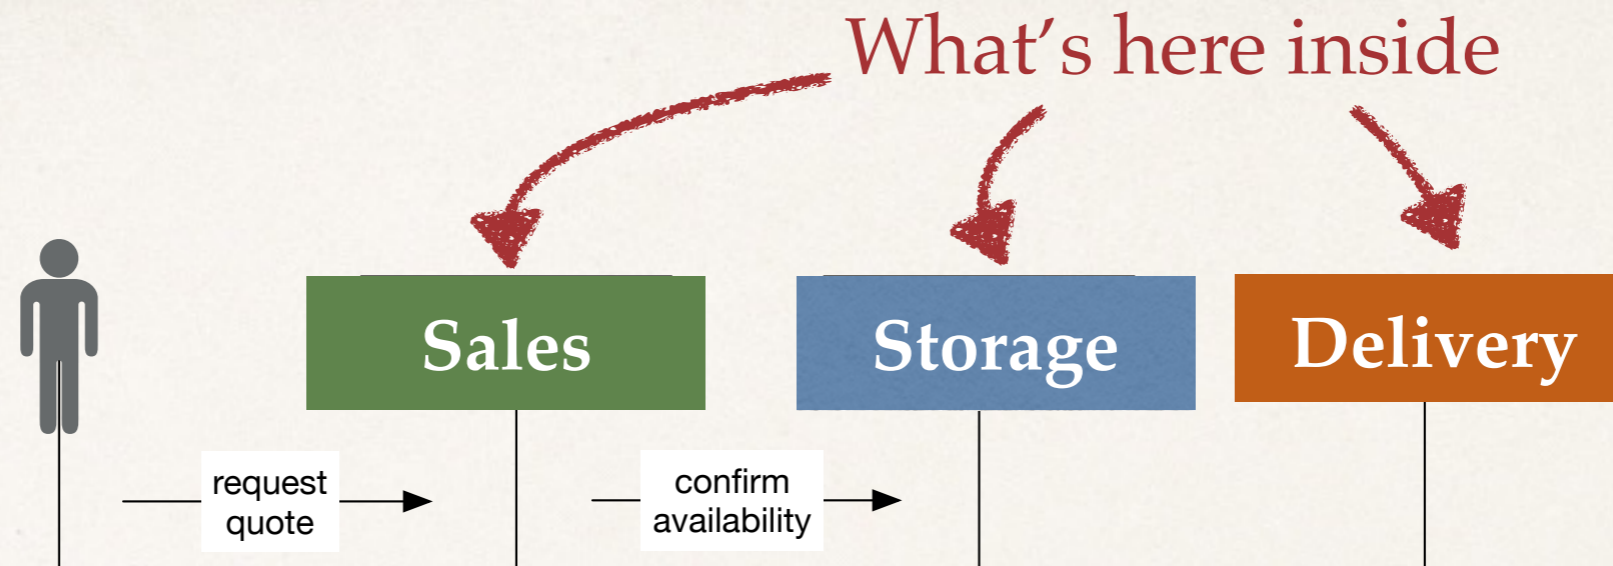 What’s here inside
Sales
Storage
Delivery
request
quote
confirm
availability